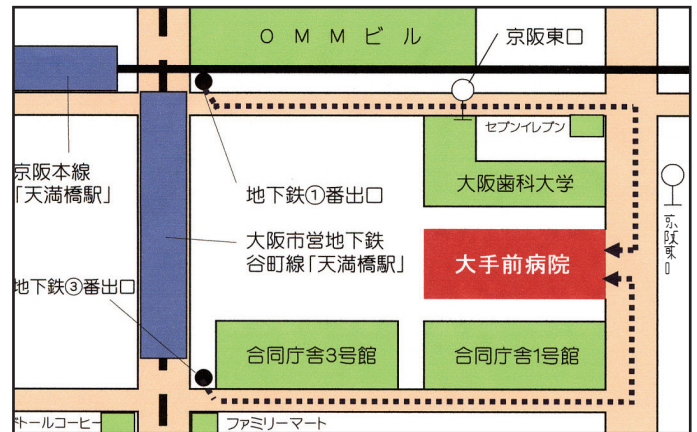 OMMビル
京阪東口
セブンイレブン
京阪本線
「天満橋駅」
地下鉄①番出口
大阪歯科大学
京阪東口
大阪市営地下鉄
谷町線「天満橋駅」
大手前病院
地下鉄③番出口
合同庁舎3号館
合同庁舎1号館
ドトールコーヒー
ファミリーマート